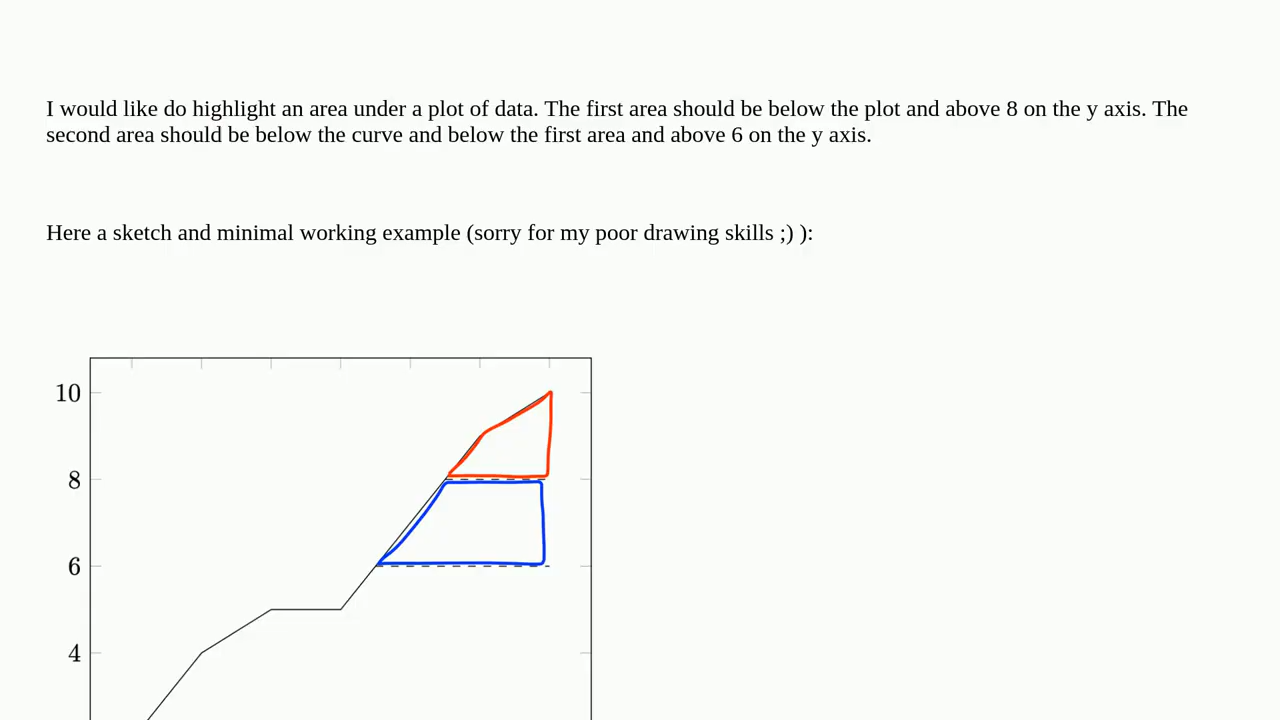 I would like do highlight an area under a plot of data. The first area should be below the plot and above 8 on the y axis. The
second area should be below the curve and below the first area and above 6 on the y axis.
Here a sketch and minimal working example (sorry for my poor drawing skills ;) ):
10
8
6
4